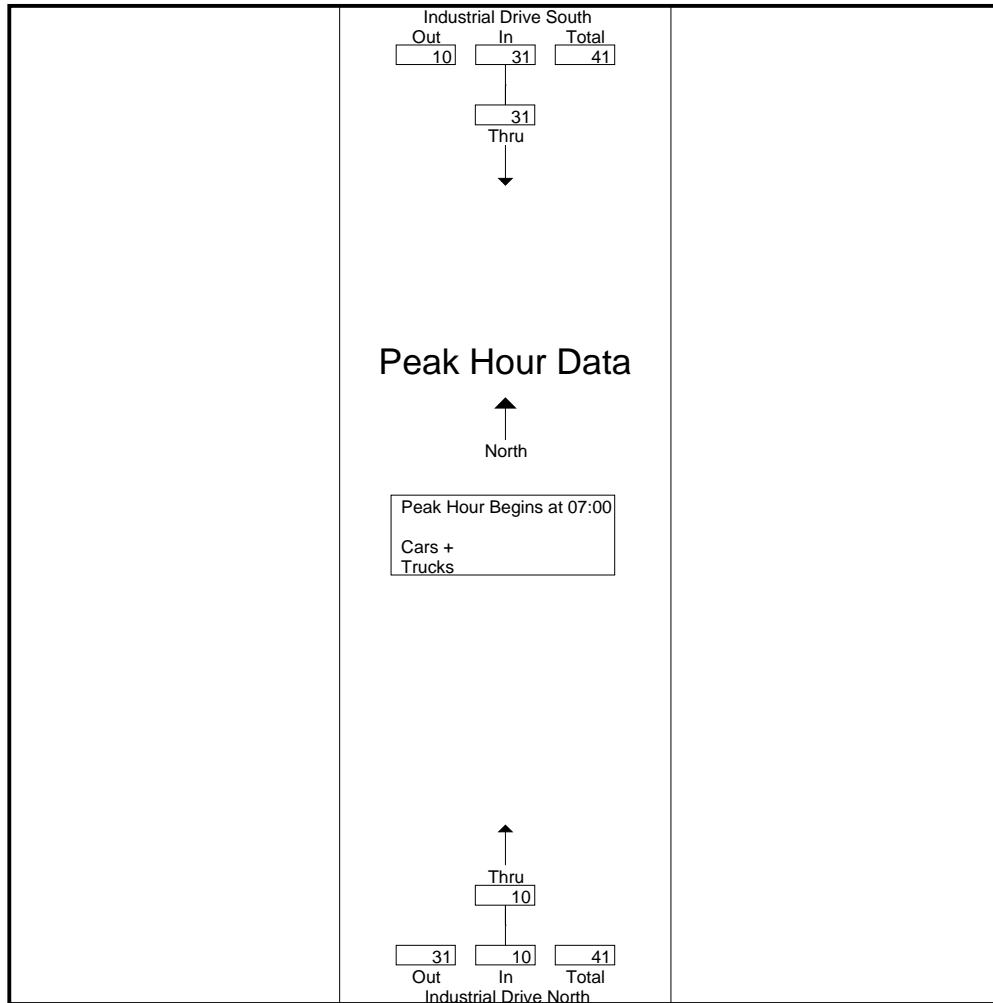 Industrial Drive South
Out In Total
10 31 41
31
Thru
Peak Hour Data
North
Peak Hour Begins at 07:00
Cars +
Trucks
Thru
10
31 10 41
Out In Total
Industrial Drive North